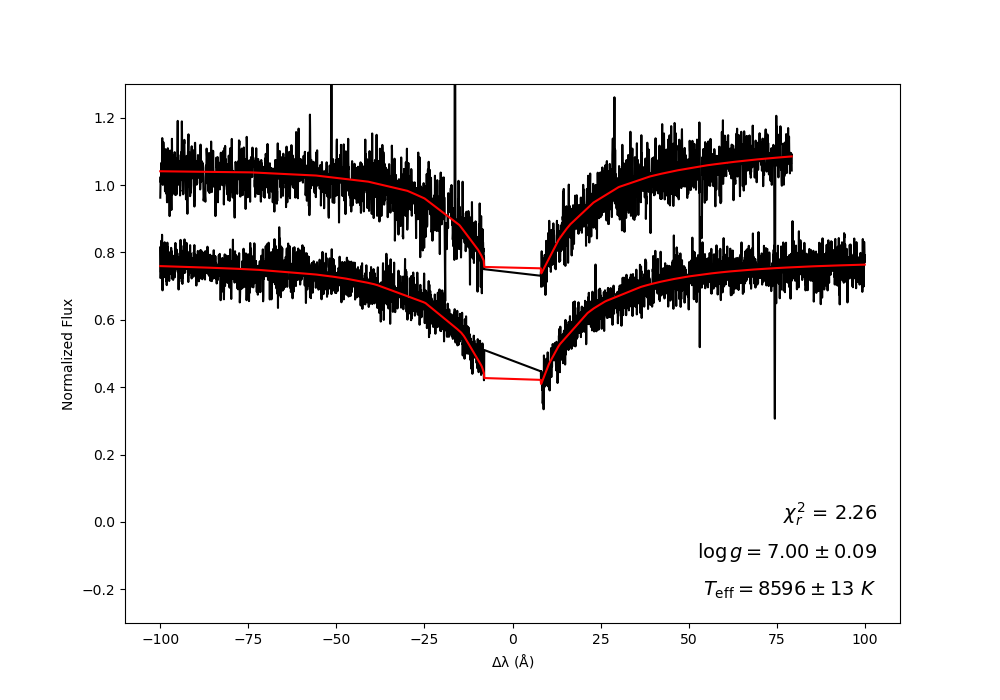 1.2
1.0
0.8
0.6
0.4
0.2
0.0
−0.2
Normalized Flux
χ²ᵣ = 2.26
log g = 7.00 ± 0.09
T_eff = 8596 ± 13 K
−100 −75 −50 −25 0 25 50 75 100
Δλ (Å)